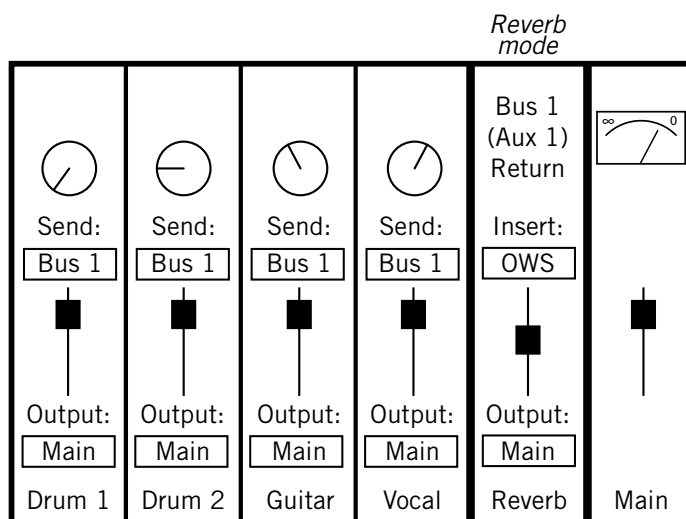 Reverb
mode
Bus 1
(Aux 1)
Return
∞ 0
Send: Send: Send: Send: Insert:
Bus 1 Bus 1 Bus 1 Bus 1 OWS
Output: Output: Output: Output: Output:
Main Main Main Main Main
Drum 1 Drum 2 Guitar Vocal Reverb Main